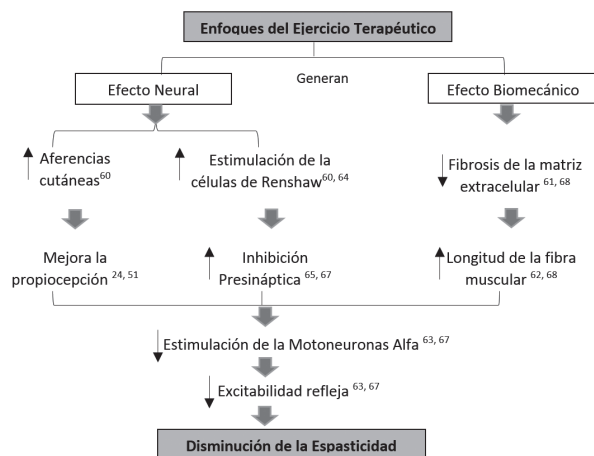 Enfoques del Ejercicio Terapéutico
Generan
Efecto Neural
Efecto Biomecánico
Aferencias
cutáneas60
Estimulación de la
células de Renshaw60, 64
Fibrosis de la matriz
extracelular 61, 68
Mejora la
propiocepción 24, 51
Inhibición
Presináptica 65, 67
Longitud de la fibra
muscular 62, 68
Estimulación de la Motoneuronas Alfa 63, 67
Excitabilidad refleja 63, 67
Disminución de la Espasticidad